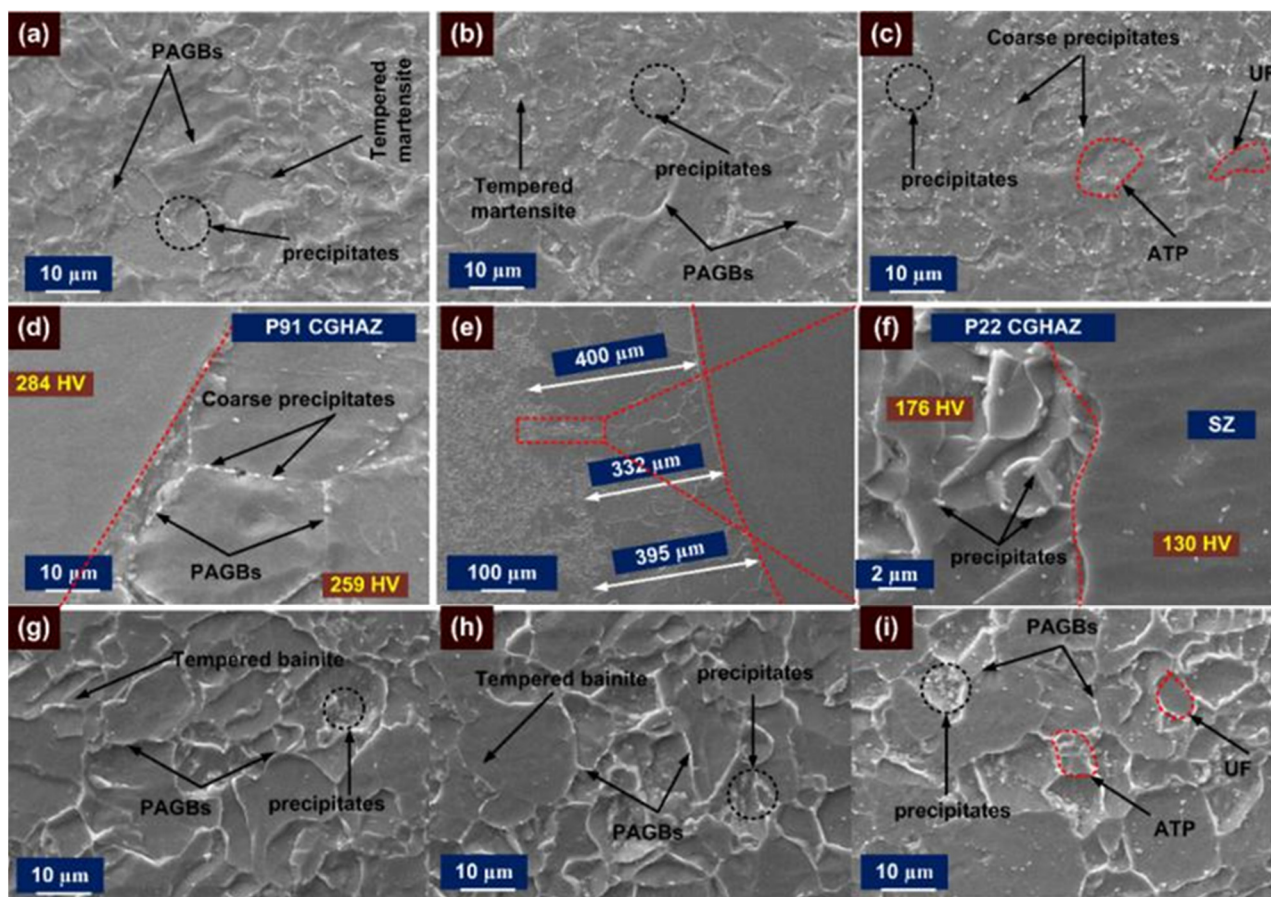 (a)
PAGBs
Tempered
martensite
precipitates
10 µm
(b)
precipitates
Tempered
martensite
PAGBs
10 µm
(c)
Coarse precipitates
UF
precipitates
ATP
10 µm
(d)
P91 CGHAZ
284 HV
Coarse precipitates
PAGBs
10 µm
259 HV
(e)
400 µm
332 µm
395 µm
100 µm
(f)
P22 CGHAZ
176 HV
SZ
precipitates
130 HV
2 µm
(g)
Tempered bainite
PAGBs
precipitates
10 µm
(h)
Tempered bainite
precipitates
PAGBs
10 µm
(i)
PAGBs
UF
precipitates
ATP
10 µm